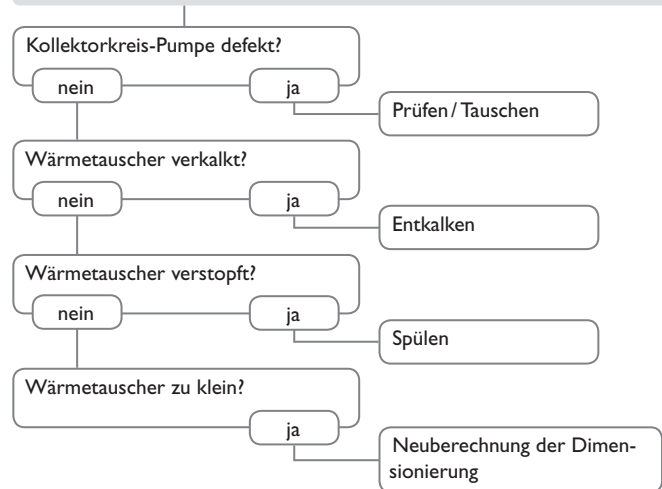 Kollektorkreis-Pumpe defekt?
nein
ja
Prüfen / Tauschen
Wärmetauscher verkalkt?
nein
ja
Entkalken
Wärmetauscher verstopft?
nein
ja
Spülen
Wärmetauscher zu klein?
ja
Neuberechnung der Dimen-
sionierung